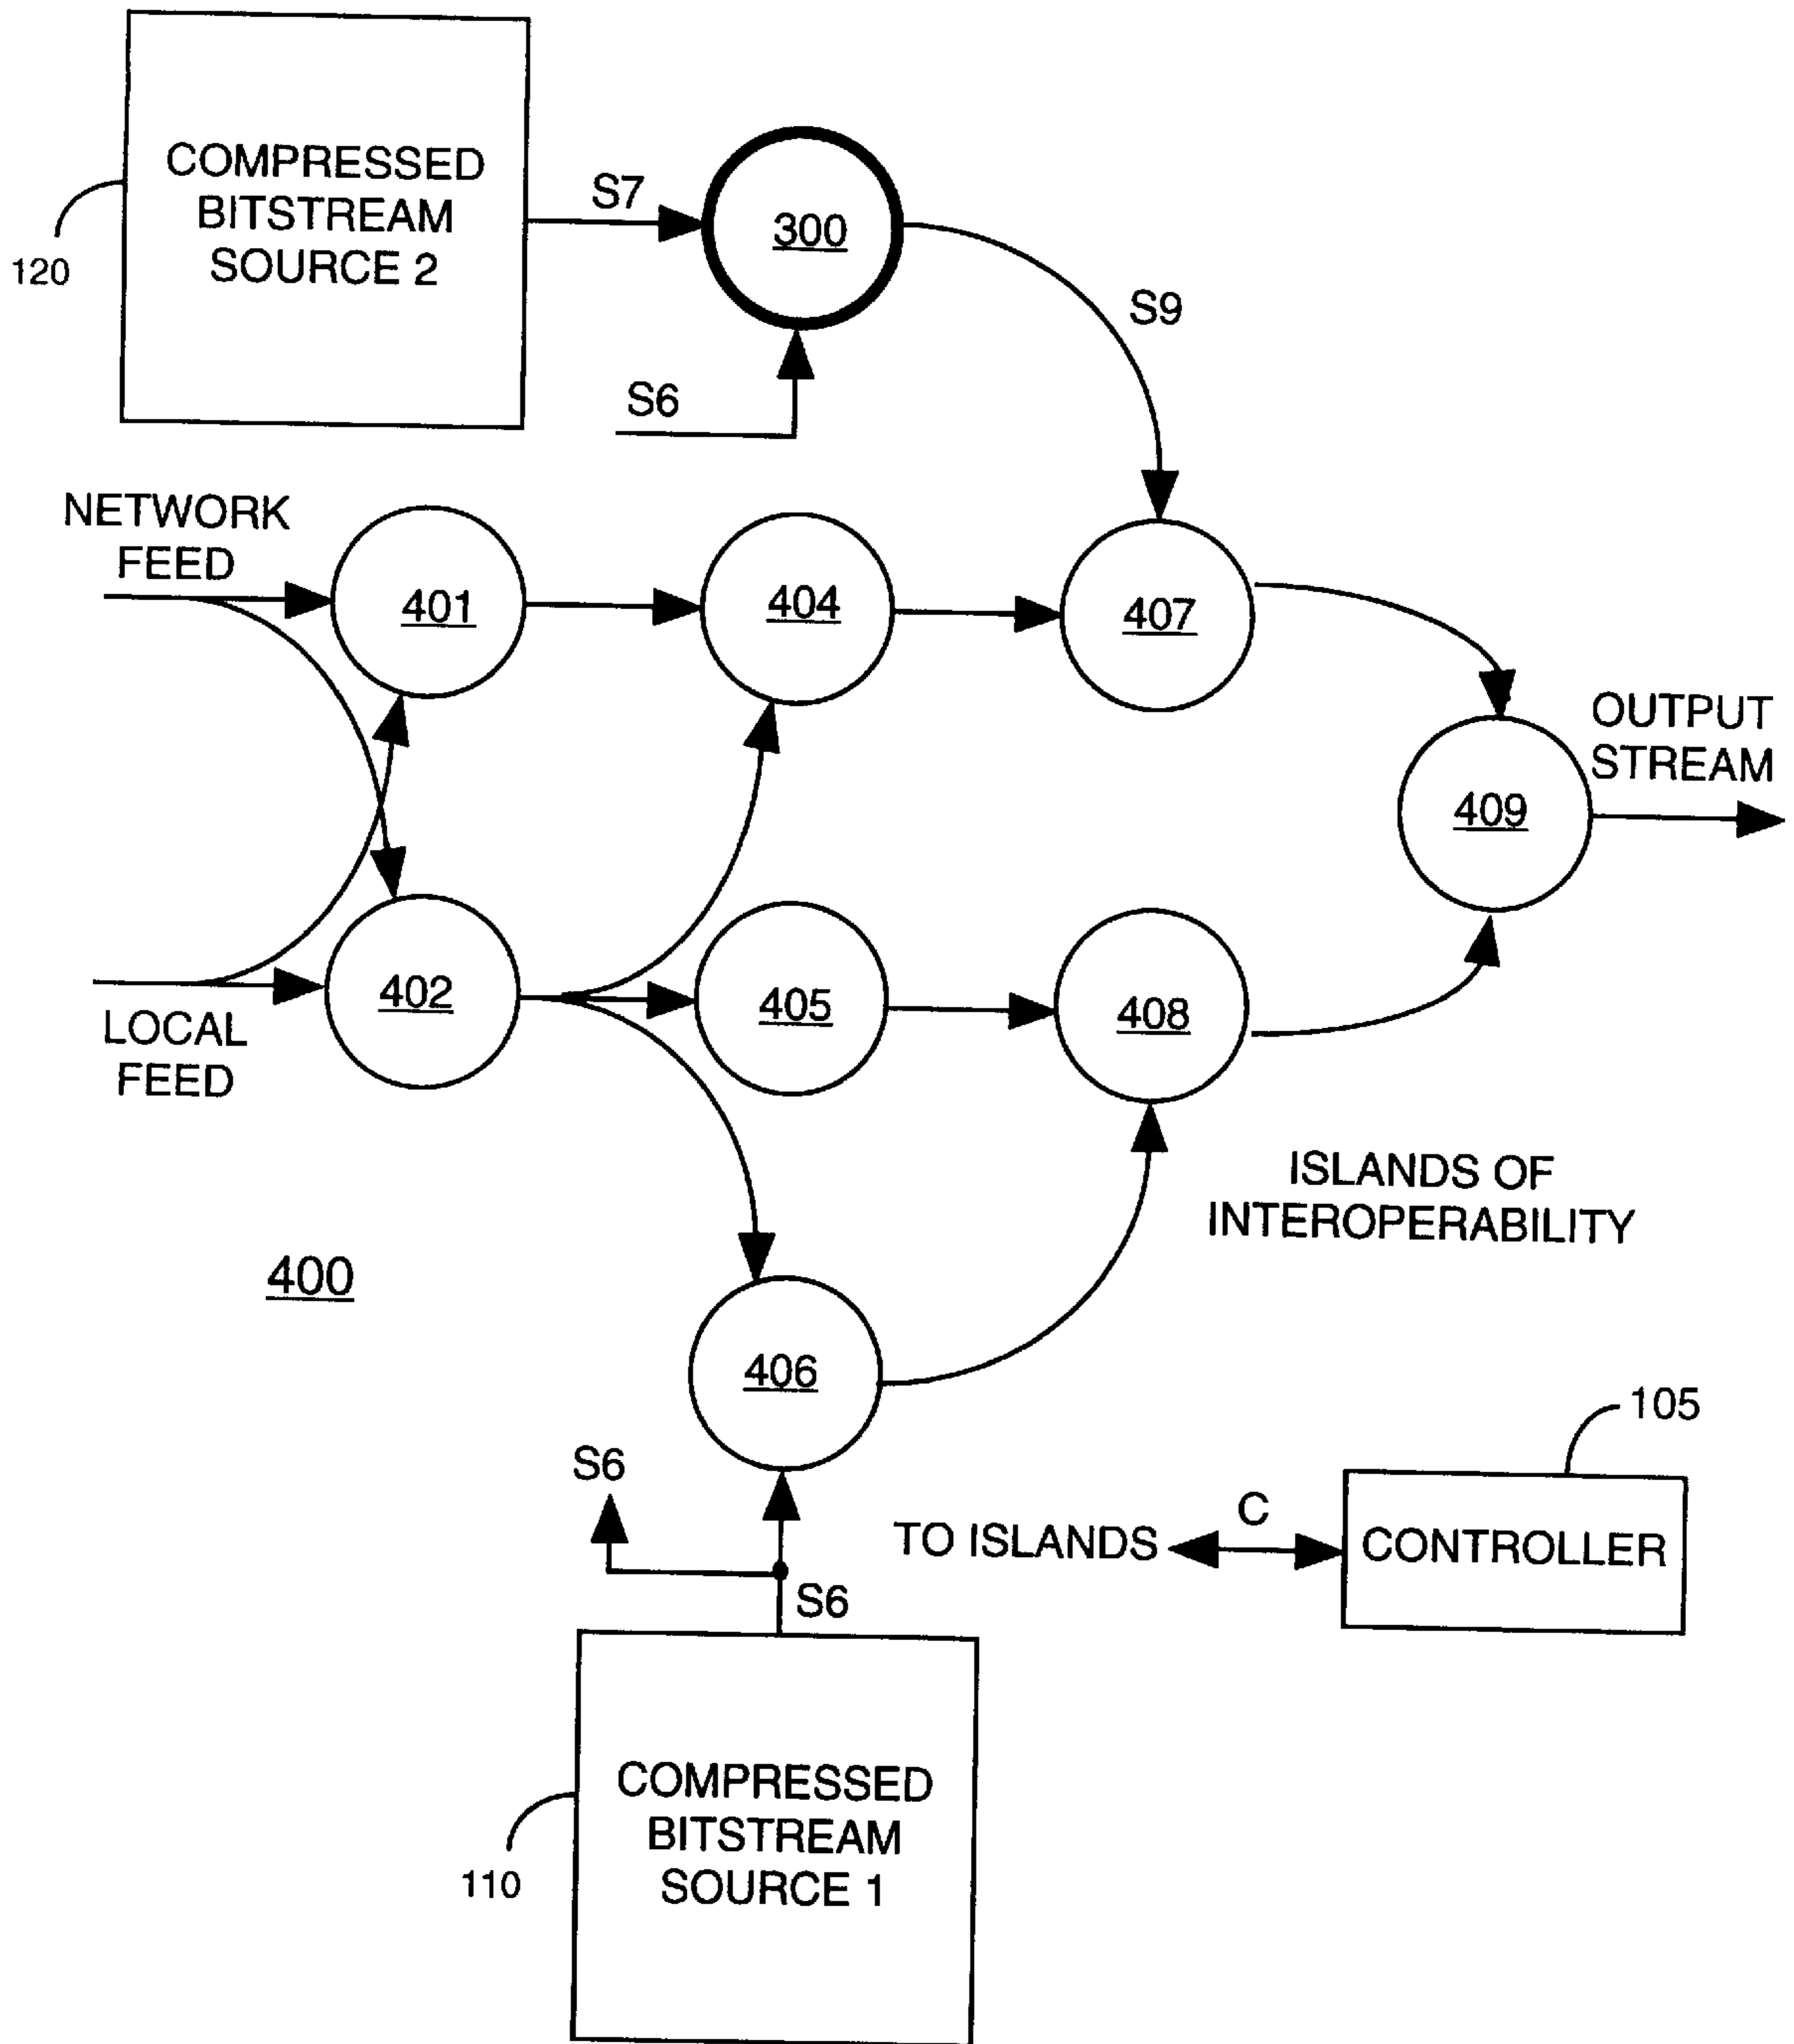 COMPRESSED
BITSTREAM
SOURCE 2
120
S7
300
S9
S6
NETWORK
FEED
401
404
407
OUTPUT
STREAM
409
402
405
408
LOCAL
FEED
ISLANDS OF
INTEROPERABILITY
400
406
105
S6
TO ISLANDS
C
CONTROLLER
S6
COMPRESSED
BITSTREAM
SOURCE 1
110